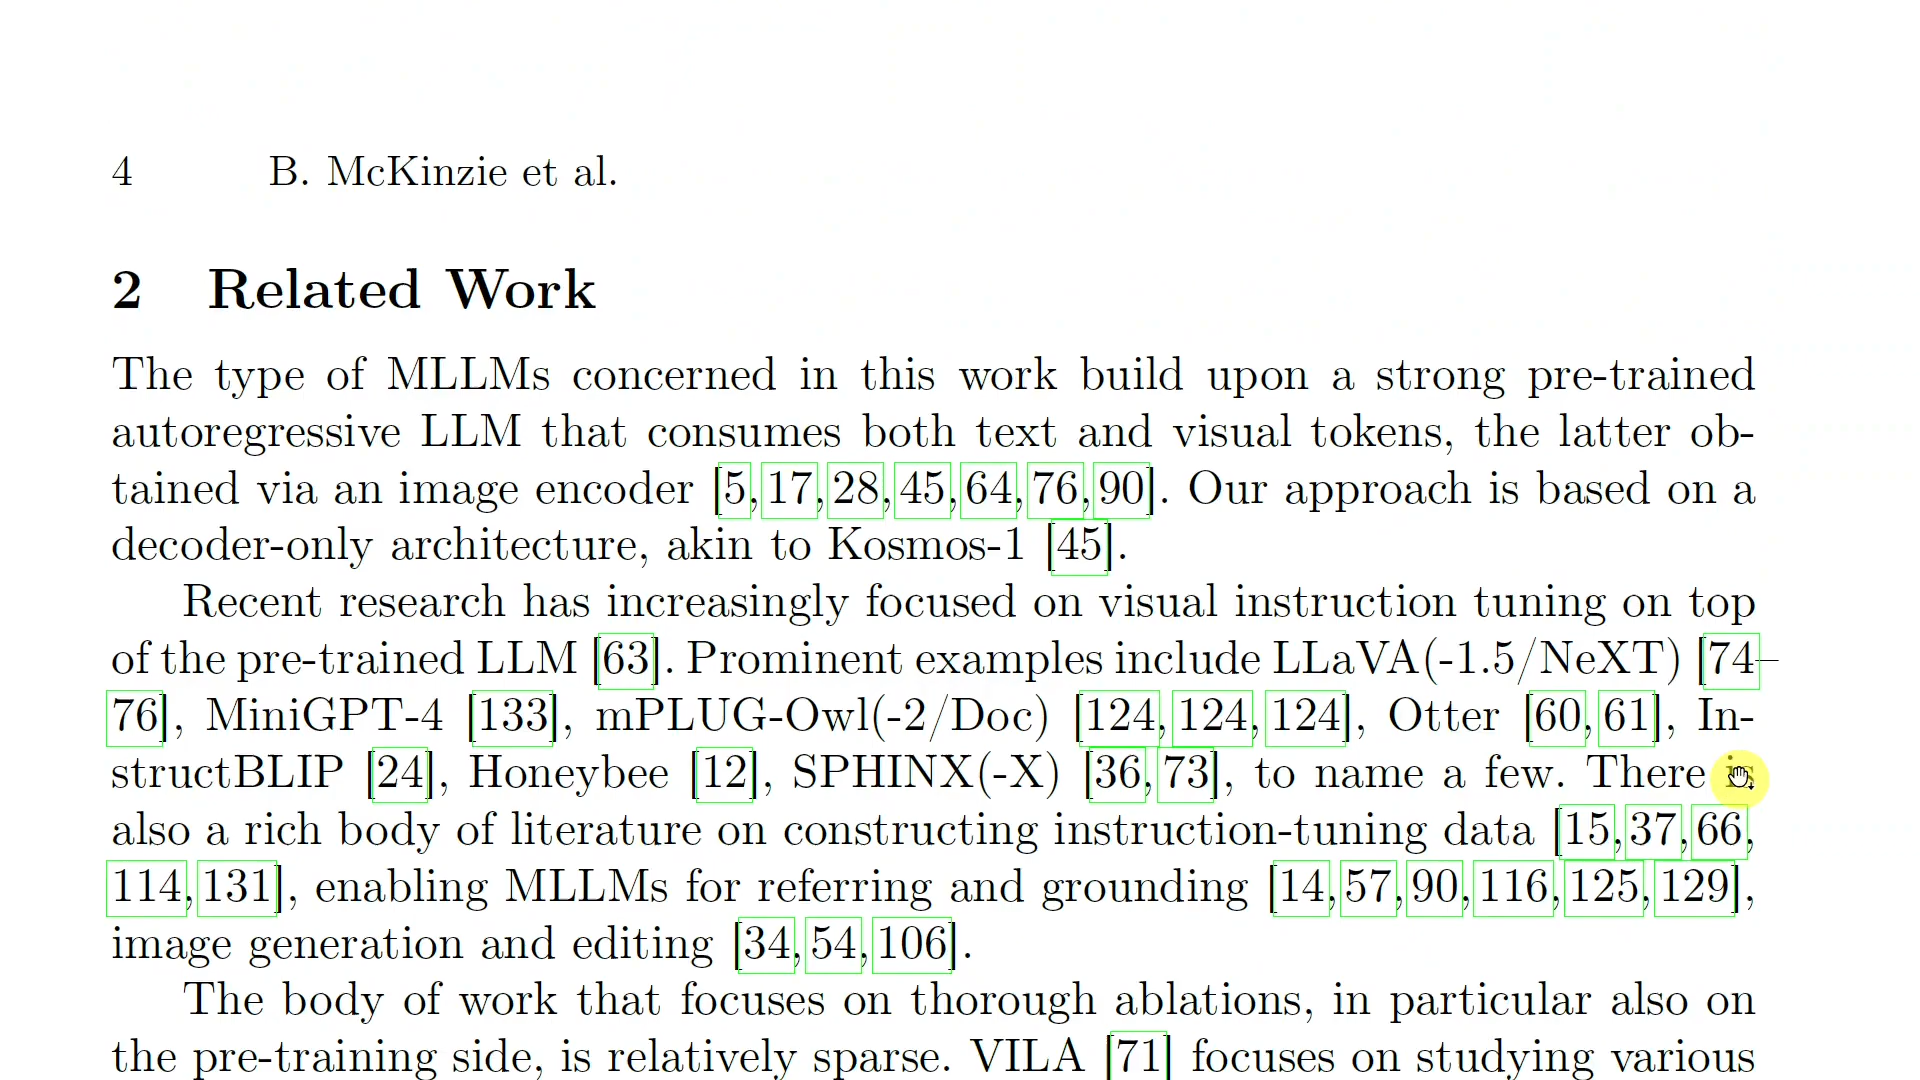 4 B. McKinzie et al.
2 Related Work
The type of MLLMs concerned in this work build upon a strong pre-trained
autoregressive LLM that consumes both text and visual tokens, the latter ob-
tained via an image encoder [5,17,28,45,64,76,90]. Our approach is based on a
decoder-only architecture, akin to Kosmos-1 [45].
Recent research has increasingly focused on visual instruction tuning on top
of the pre-trained LLM [63]. Prominent examples include LLaVA(-1.5/NeXT) [74–
76], MiniGPT-4 [133], mPLUG-Owl(-2/Doc) [124,124,124], Otter [60,61], In-
structBLIP [24], Honeybee [12], SPHINX(-X) [36,73], to name a few. There is
also a rich body of literature on constructing instruction-tuning data [15,37,66,
114,131], enabling MLLMs for referring and grounding [14,57,90,116,125,129],
image generation and editing [34,54,106].
The body of work that focuses on thorough ablations, in particular also on
the pre-training side, is relatively sparse. VILA [71] focuses on studying various